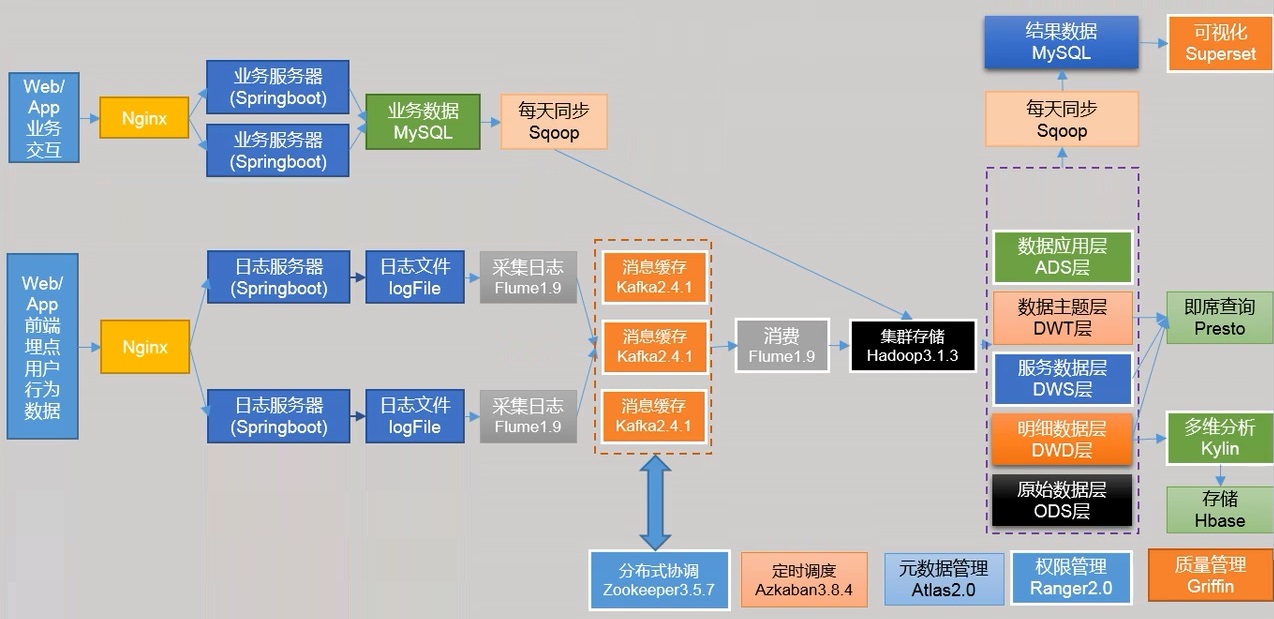 Web/
App
业务
交互
Nginx
业务服务器
(Springboot)
业务服务器
(Springboot)
业务数据
MySQL
每天同步
Sqoop
结果数据
MySQL
可视化
Superset
每天同步
Sqoop
Web/
App
前端
埋点
用户
行为
数据
Nginx
日志服务器
(Springboot)
日志文件
logFile
采集日志
Flume1.9
日志服务器
(Springboot)
日志文件
logFile
采集日志
Flume1.9
消息缓存
Kafka2.4.1
消息缓存
Kafka2.4.1
消息缓存
Kafka2.4.1
消费
Flume1.9
集群存储
Hadoop3.1.3
数据应用层
ADS层
数据主题层
DWT层
服务数据层
DWS层
明细数据层
DWD层
原始数据层
ODS层
即席查询
Presto
多维分析
Kylin
存储
Hbase
分布式协调
Zookeeper3.5.7
定时调度
Azkaban3.8.4
元数据管理
Atlas2.0
权限管理
Ranger2.0
质量管理
Griffin